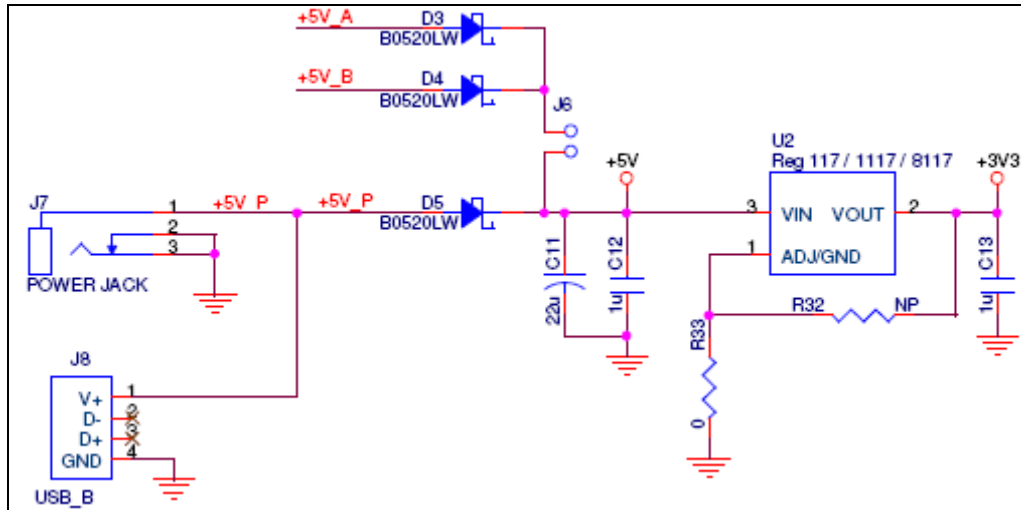 +5V_A
D3
B0520LW
+5V_B
D4
B0520LW
J6
+5V
U2
Reg 117 / 1117 / 8117
+3V3
J7
1
+5V_P
+5V_P
D5
B0520LW
2
3
POWER JACK
3
VIN
VOUT
2
1
ADJ/GND
C11
22u
C12
1u
C13
1u
R32
NP
R33
0
J8
V+
1
D-
2
D+
3
GND
4
USB_B